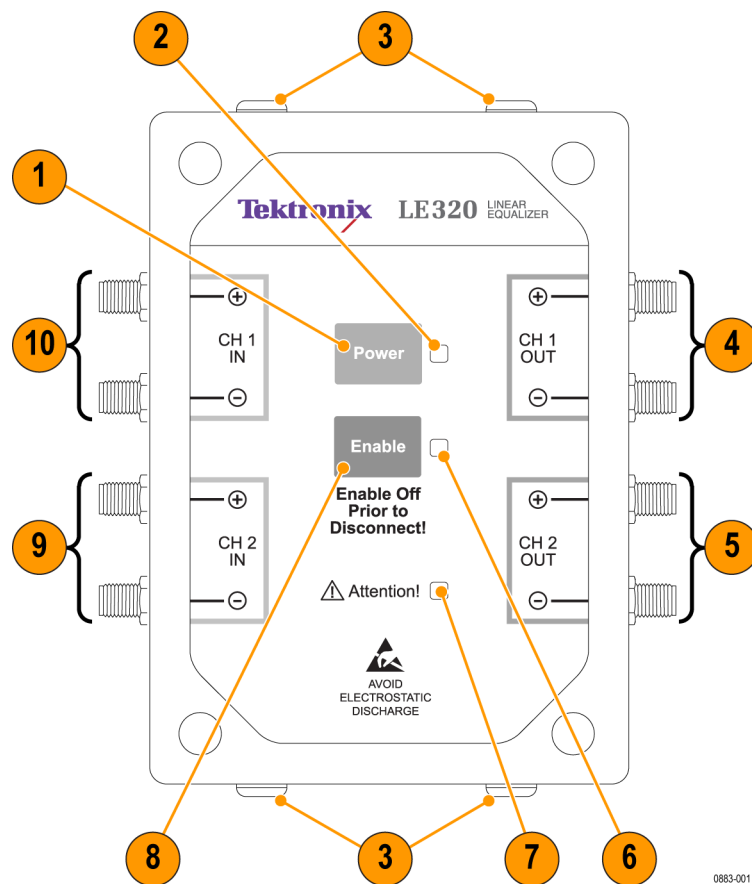 2
3
1
Tektronix LE320 LINEAR
EQUALIZER
10
CH 1
IN
Power
CH 1
OUT
4
Enable
Enable Off
Prior to
Disconnect!
9
CH 2
IN
CH 2
OUT
5
Attention!
AVOID
ELECTROSTATIC
DISCHARGE
8
3
7
6
0883-001